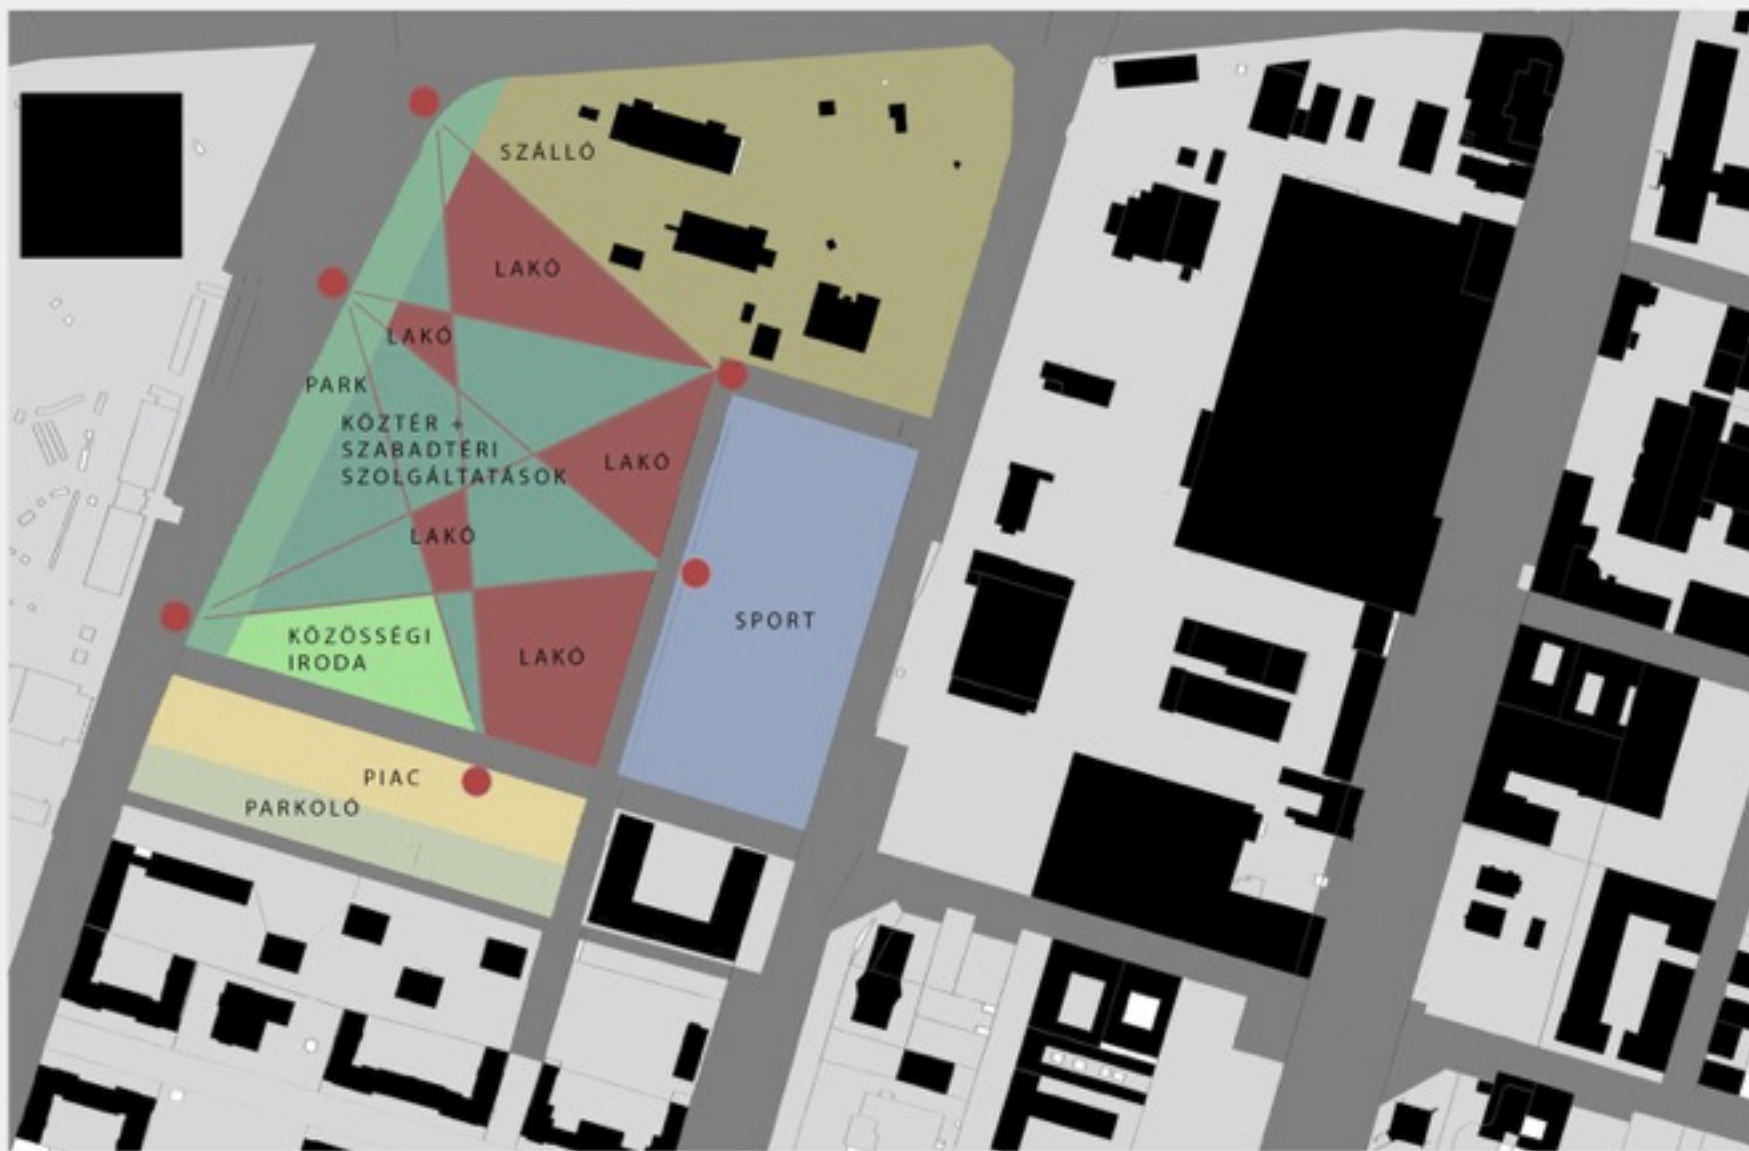 SZÁLLÓ
LAKÓ
LAKÓ
PARK
KÖZTÉR +
SZABADTÉRI
SZOLGÁLTATÁSOK
LAKÓ
LAKÓ
SPORT
KÖZÖSSÉGI
IRODA
LAKÓ
PIAC
PARKOLÓ